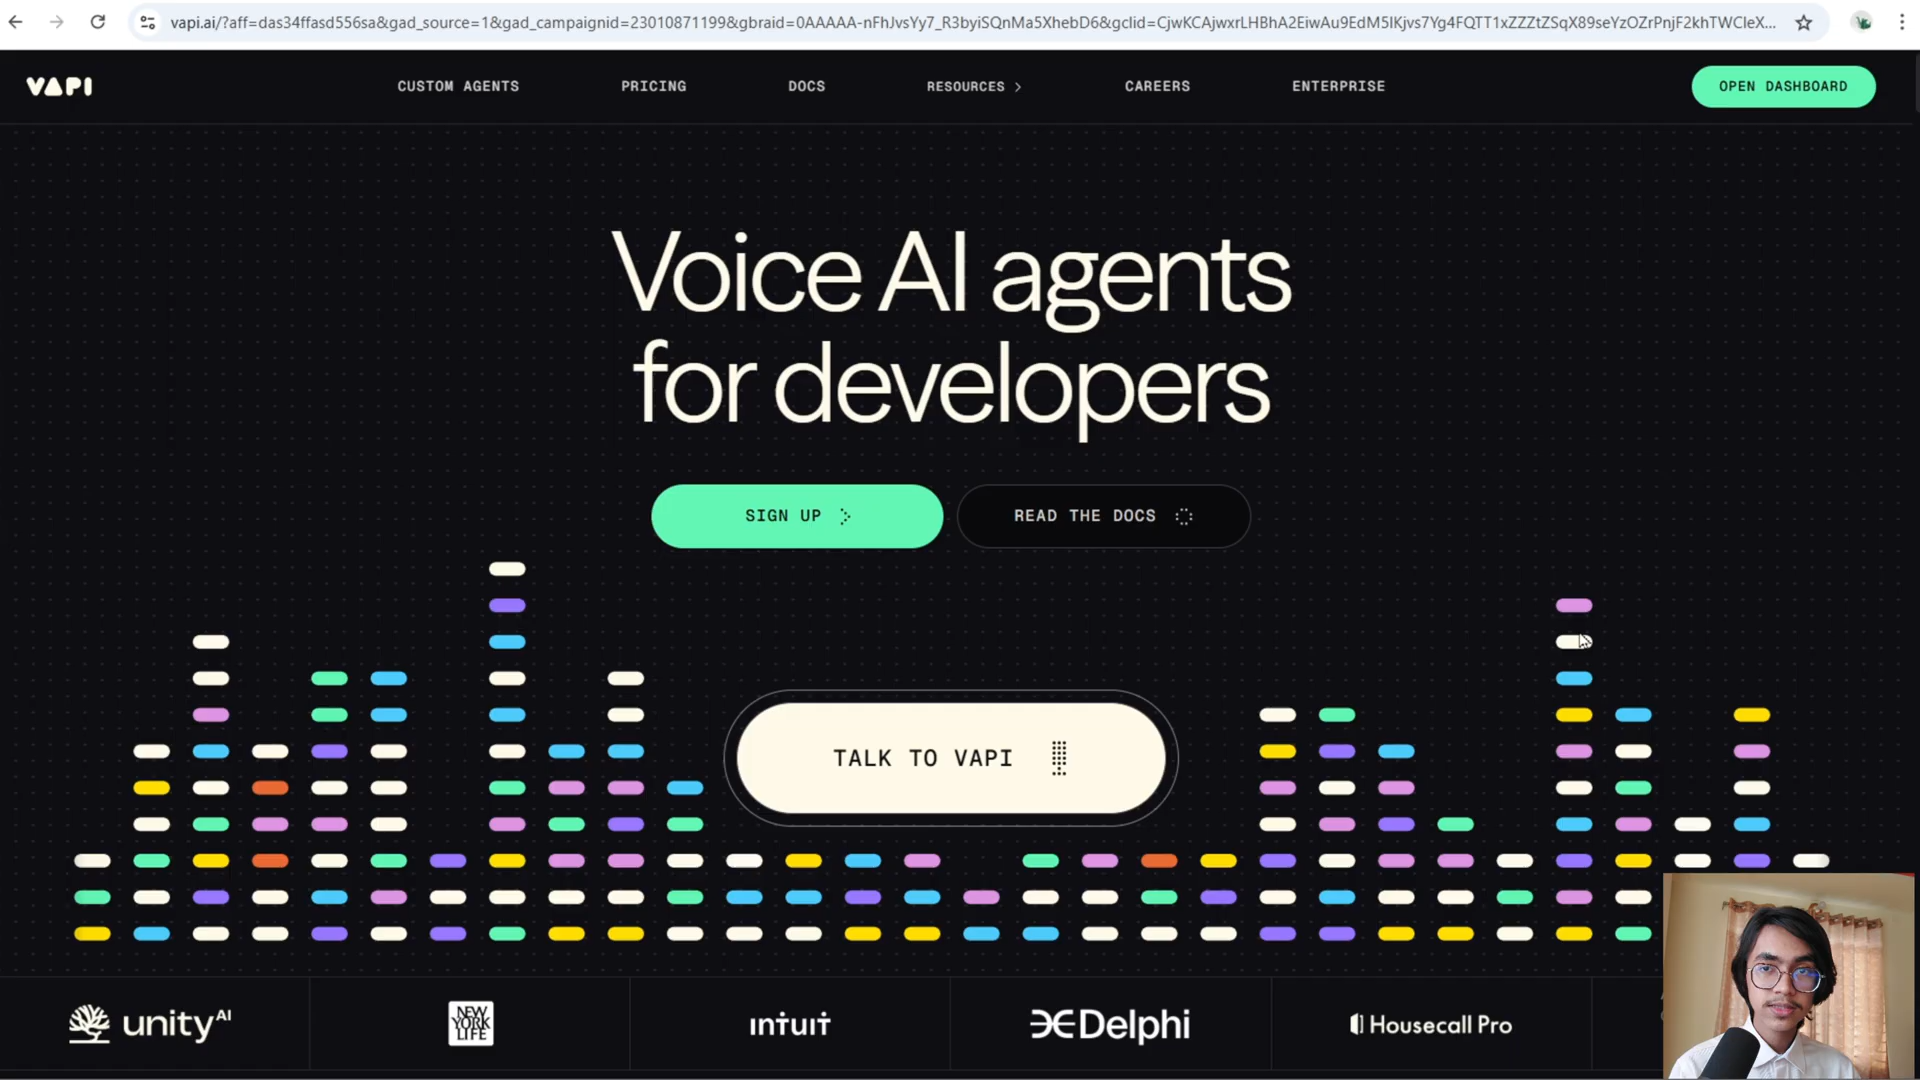 vapi.ai/?aff=das34ffasd556sa&gad_source=1&gad_campaignid=23010871199&gbraid=0AAAAA-nFhJvsYy7_R3byiSQnMa5XhebD6&gclid=CjwKCAjwxrLHBhA2EiwAu9EdM5lKjvs7Yg4FQTT1xZZZtZSqX89seYzOZrPnjF2khTWCleX...
VAPI
CUSTOM AGENTS
PRICING
DOCS
RESOURCES >
CAREERS
ENTERPRISE
OPEN DASHBOARD
Voice AI agents
for developers
SIGN UP
READ THE DOCS
TALK TO VAPI
unity AI
NEW
YORK
LIFE
intuit
Delphi
Housecall Pro